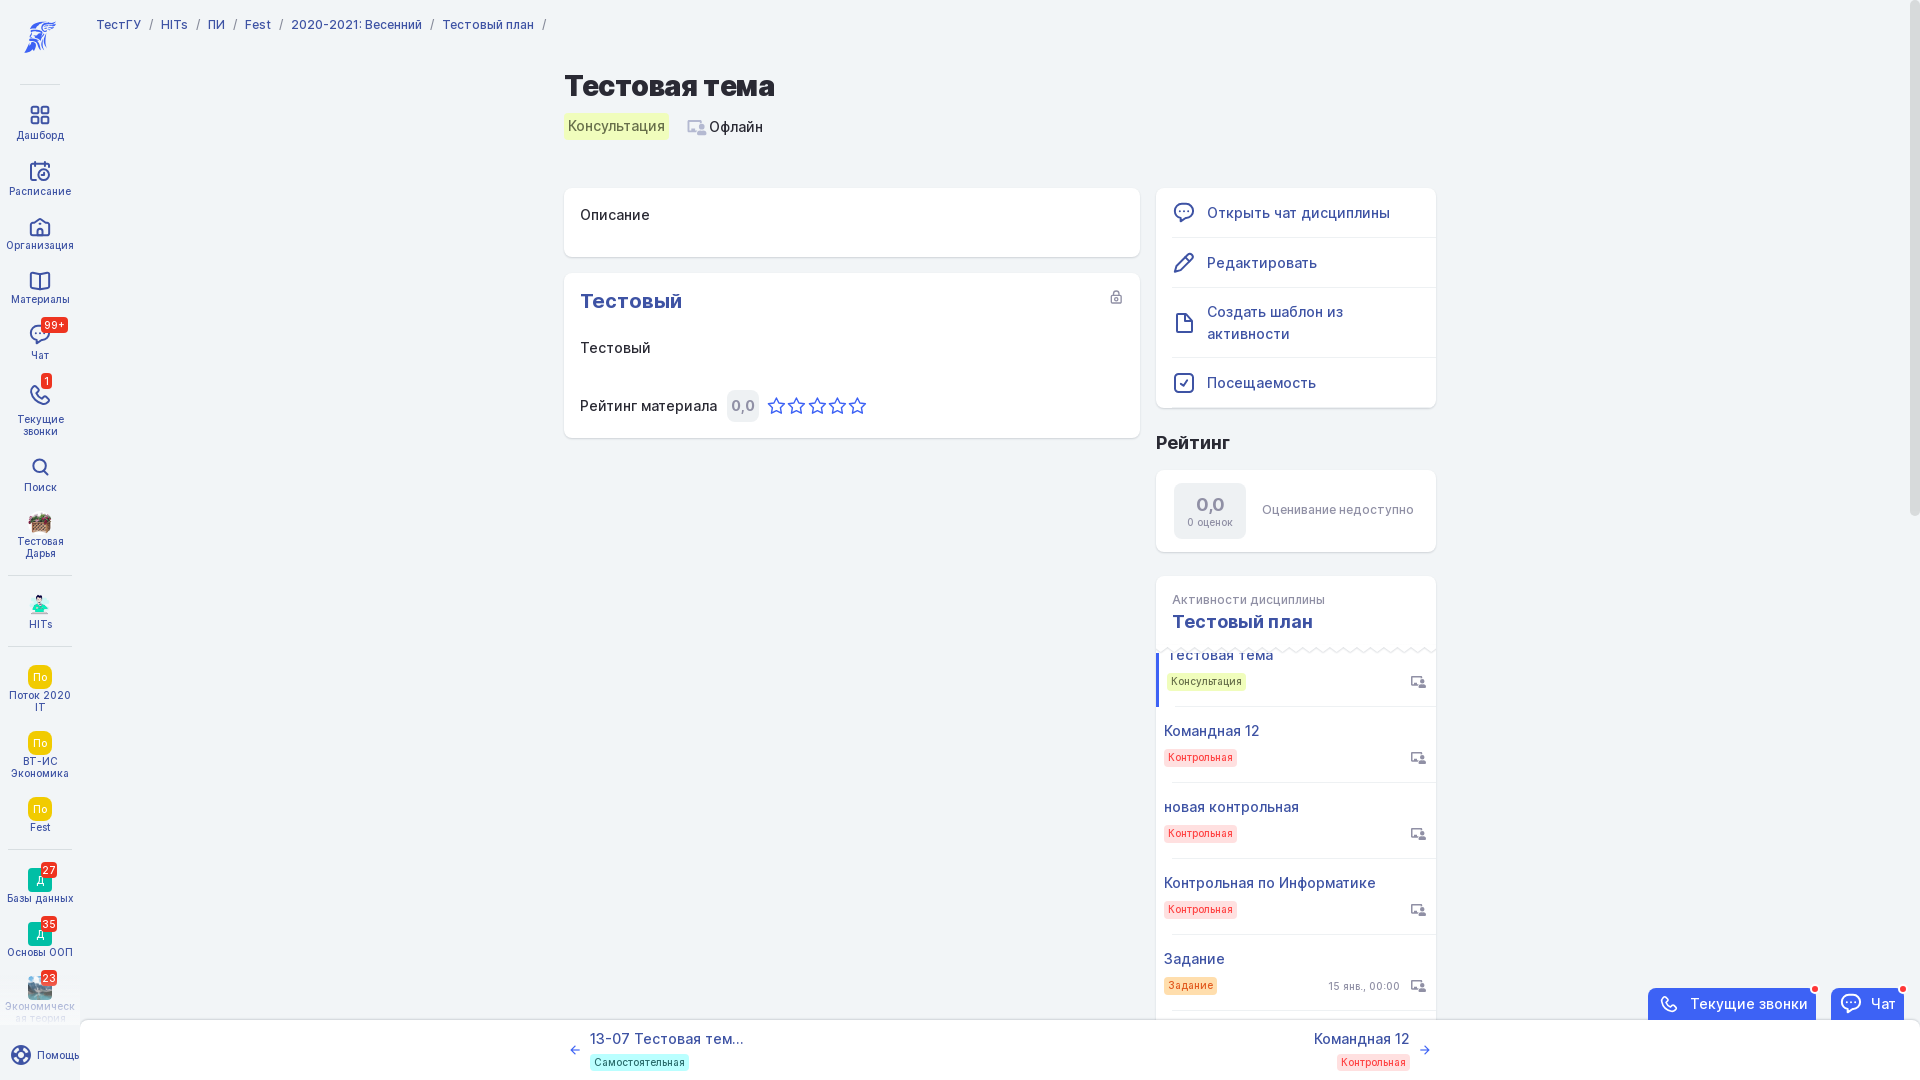 ТестГУ / HITs / ПИ / Fest / 2020-2021: Весенний / Тестовый план /
Дашборд
Расписание
Организация
Материалы
99+
Чат
1
Текущие
звонки
Поиск
Тестовая
Дарья
HITs
По
Поток 2020
IT
По
ВТ-ИС
Экономика
По
Fest
27
Д
Базы данных
35
Д
Основы ООП
23
Экономическ
ая теория
Помощь
Тестовая тема
Консультация
Офлайн
Описание
Тестовый
Тестовый
Рейтинг материала 0,0
Открыть чат дисциплины
Редактировать
Создать шаблон из
активности
Посещаемость
Рейтинг
0,0
0 оценок
Оценивание недоступно
Активности дисциплины
Тестовый план
Тестовая тема
Консультация
Командная 12
Контрольная
новая контрольная
Контрольная
Контрольная по Информатике
Контрольная
Задание
Задание 15 янв., 00:00
Текущие звонки
Чат
13-07 Тестовая тем...
Самостоятельная
Командная 12
Контрольная